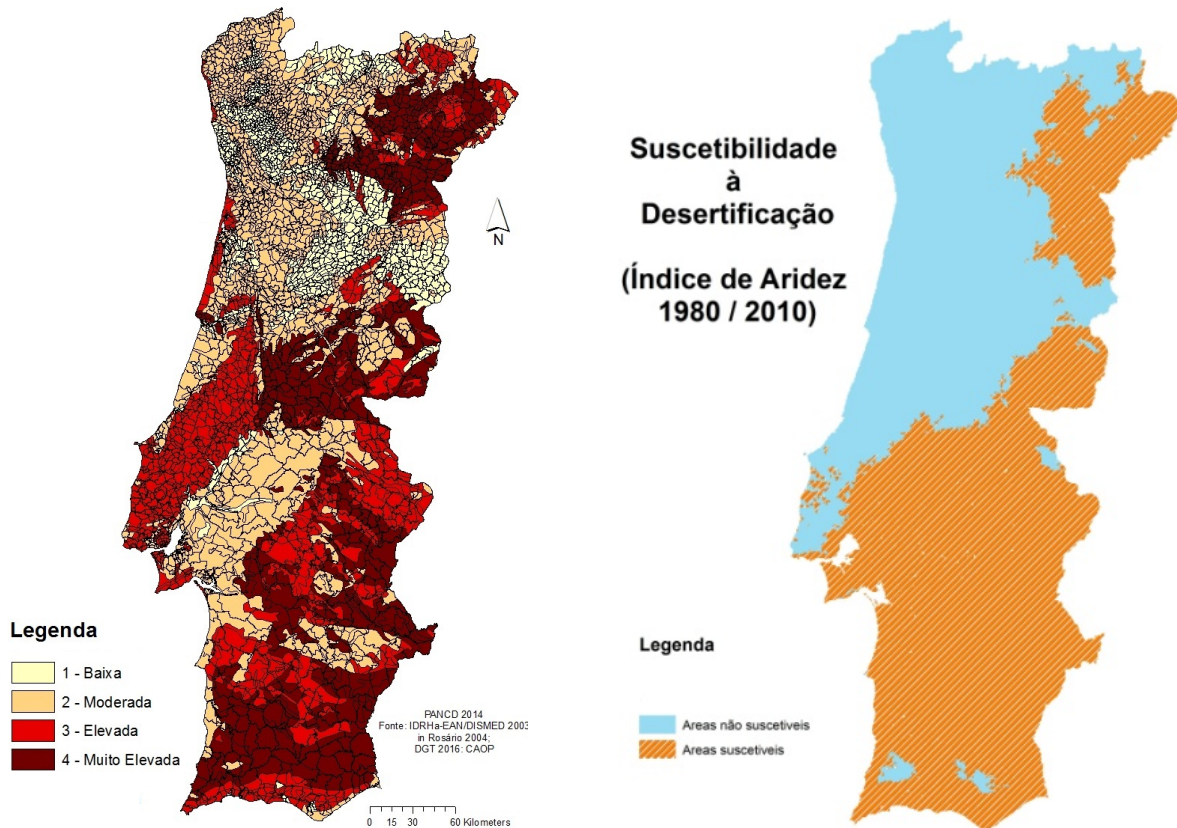 N
Legenda
1 - Baixa
2 - Moderada
3 - Elevada
4 - Muito Elevada
PANCD 2014
Fonte: IDRHa-EAN/DISMED 2003
in Rosário 2004;
DGT 2016: CAOP
0 15 30 60 Kilometers
Suscetibilidade
à
Desertificação
(Índice de Aridez
1980 / 2010)
Legenda
Areas não suscetiveis
Areas suscetiveis